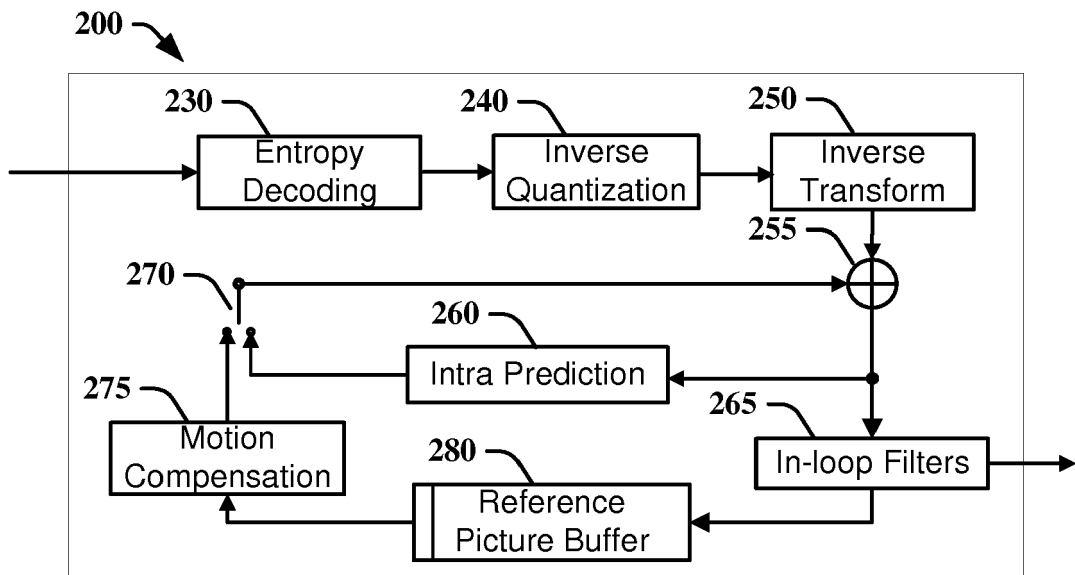 200
230
240
250
Entropy
Decoding
Inverse
Quantization
Inverse
Transform
255
270
260
Intra Prediction
275
265
Motion
Compensation
280
In-loop Filters
Reference
Picture Buffer